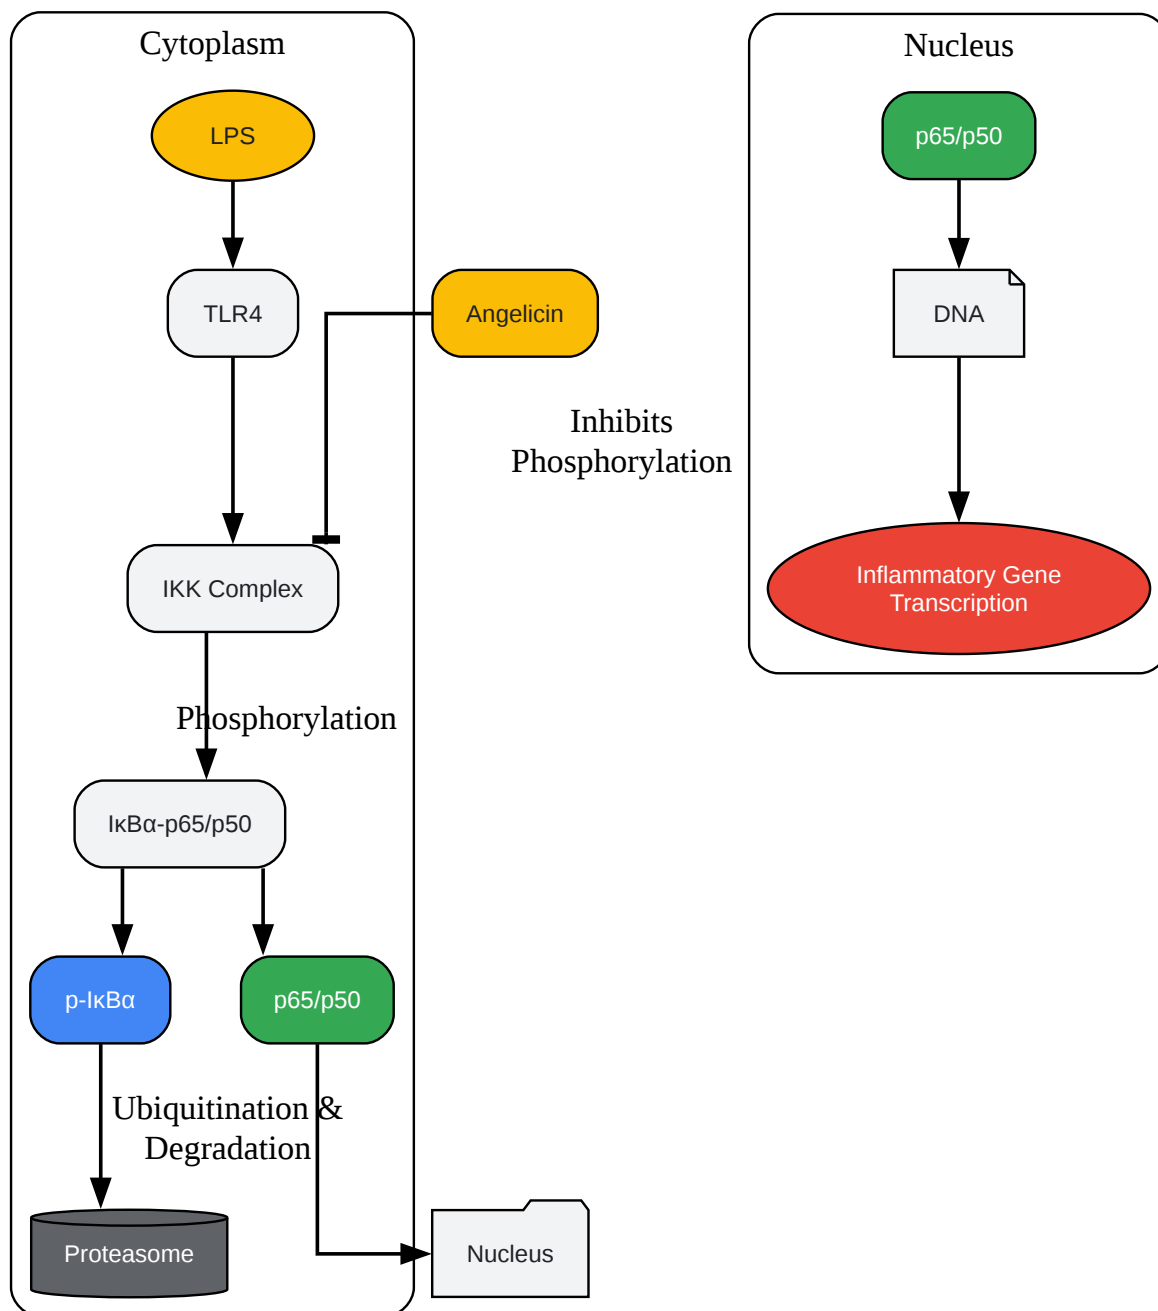 Cytoplasm
LPS
TLR4
Angelicin
Inhibits
Phosphorylation
IKK Complex
Phosphorylation
IκBα-p65/p50
p-IκBα
p65/p50
Ubiquitination &
Degradation
Proteasome
Nucleus
Nucleus
p65/p50
DNA
Inflammatory Gene
Transcription